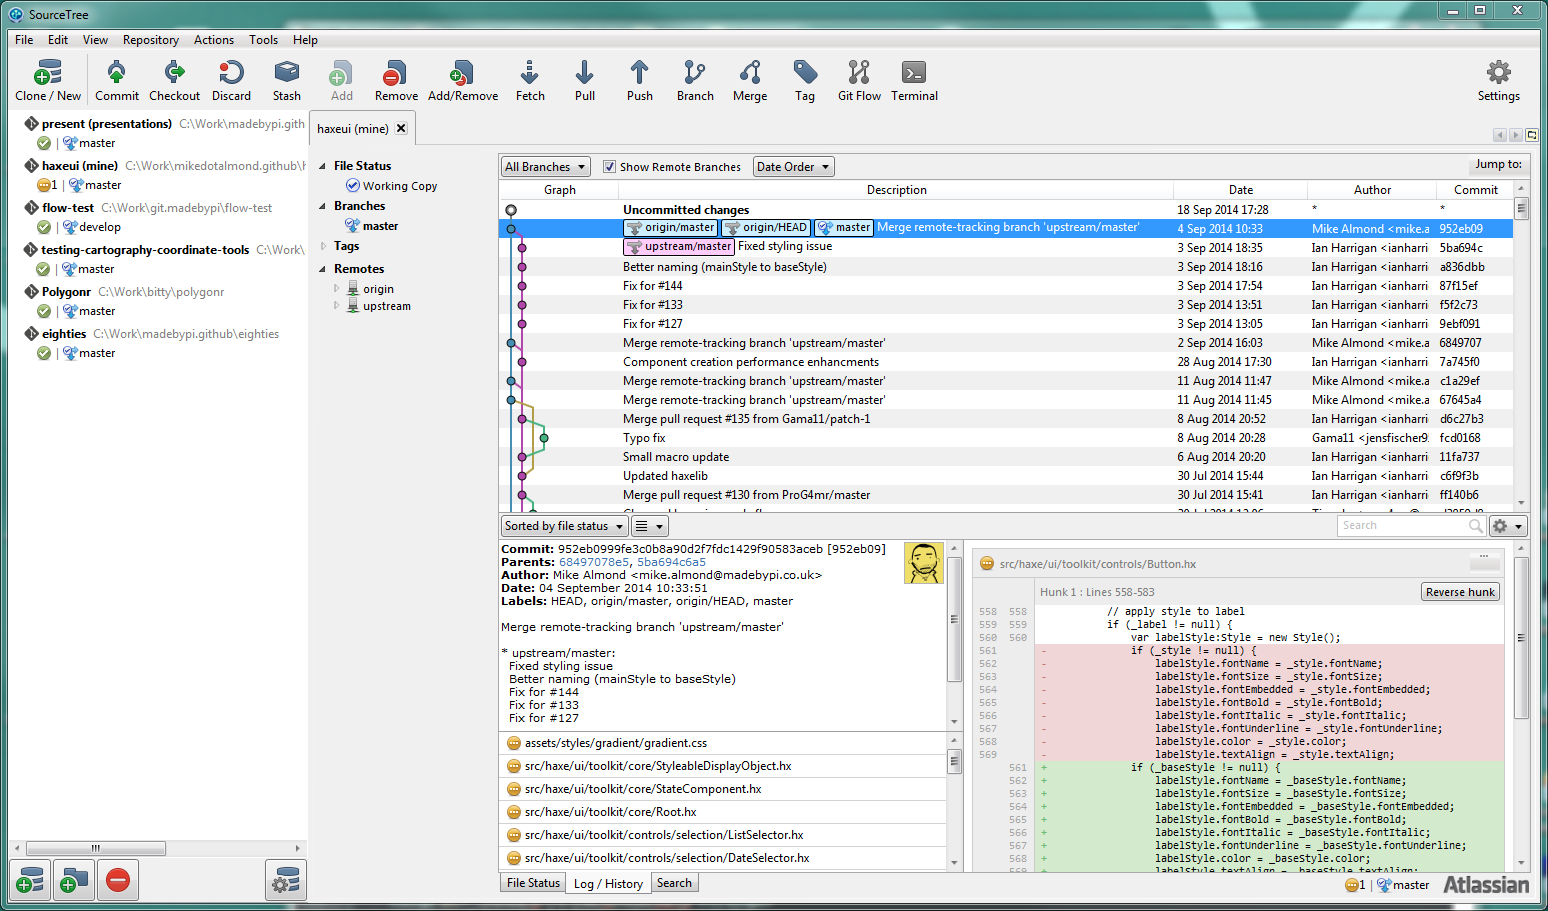 SourceTree
File Edit View Repository Actions Tools Help
Clone / New Commit Checkout Discard Stash Add Remove Add/Remove Fetch Pull Push Branch Merge Tag Git Flow Terminal Settings
present (presentations) C:\Work\madebypi.gith
master
haxeui (mine) C:\Work\mikedotalmond.github\h
1 master
flow-test C:\Work\git.madebypi\flow-test
develop
testing-cartography-coordinate-tools C:\Work\
master
Polygonr C:\Work\bitty\polygonr
master
eighties C:\Work\madebypi.github\eighties
master
haxeui (mine)
File Status
Working Copy
Branches
master
Tags
Remotes
origin
upstream
All Branches Show Remote Branches Date Order Jump to:
Graph Description Date Author Commit
Uncommitted changes 18 Sep 2014 17:28 * *
origin/master origin/HEAD master Merge remote-tracking branch 'upstream/master' 4 Sep 2014 10:33 Mike Almond <mike.a 952eb09
upstream/master Fixed styling issue 3 Sep 2014 18:35 Ian Harrigan <ianharri 5ba694c
Better naming (mainStyle to baseStyle) 3 Sep 2014 18:16 Ian Harrigan <ianharri a836dbb
Fix for #144 3 Sep 2014 17:54 Ian Harrigan <ianharri 87f15ef
Fix for #133 3 Sep 2014 13:51 Ian Harrigan <ianharri f5f2c73
Fix for #127 3 Sep 2014 13:05 Ian Harrigan <ianharri 9ebf091
Merge remote-tracking branch 'upstream/master' 2 Sep 2014 16:03 Mike Almond <mike.a 6849707
Component creation performance enhancments 28 Aug 2014 17:30 Ian Harrigan <ianharri 7a745f0
Merge remote-tracking branch 'upstream/master' 11 Aug 2014 11:47 Mike Almond <mike.a c1a29ef
Merge remote-tracking branch 'upstream/master' 11 Aug 2014 11:45 Mike Almond <mike.a 67645a4
Merge pull request #135 from Gama11/patch-1 8 Aug 2014 20:52 Ian Harrigan <ianharri d6c27b3
Typo fix 8 Aug 2014 20:28 Gama11 <jensfischer9 fcd0168
Small macro update 6 Aug 2014 20:20 Ian Harrigan <ianharri 11fa737
Updated haxelib 30 Jul 2014 15:44 Ian Harrigan <ianharri c6f9f3b
Merge pull request #130 from ProG4mr/master 30 Jul 2014 15:41 Ian Harrigan <ianharri ff140b6
Sorted by file status Search
Commit: 952eb0999fe3c0b8a90d2f7fdc1429f90583aceb [952eb09]
Parents: 68497078e5, 5ba694c6a5
Author: Mike Almond <mike.almond@madebypi.co.uk>
Date: 04 September 2014 10:33:51
Labels: HEAD, origin/master, origin/HEAD, master
Merge remote-tracking branch 'upstream/master'
* upstream/master:
Fixed styling issue
Better naming (mainStyle to baseStyle)
Fix for #144
Fix for #133
Fix for #127
assets/styles/gradient/gradient.css
src/haxe/ui/toolkit/core/StyleableDisplayObject.hx
src/haxe/ui/toolkit/core/StateComponent.hx
src/haxe/ui/toolkit/core/Root.hx
src/haxe/ui/toolkit/controls/selection/ListSelector.hx
src/haxe/ui/toolkit/controls/selection/DateSelector.hx
src/haxe/ui/toolkit/controls/Button.hx
Hunk 1 : Lines 558-583 Reverse hunk
558 558 // apply style to label
559 559 if (_label != null) {
560 560 var labelStyle:Style = new Style();
561 - if (_style != null) {
562 - labelStyle.fontName = _style.fontName;
563 - labelStyle.fontSize = _style.fontSize;
564 - labelStyle.fontEmbedded = _style.fontEmbedded;
565 - labelStyle.fontBold = _style.fontBold;
566 - labelStyle.fontItalic = _style.fontItalic;
567 - labelStyle.fontUnderline = _style.fontUnderline;
568 - labelStyle.color = _style.color;
569 - labelStyle.textAlign = _style.textAlign;
561 + if (_baseStyle != null) {
562 + labelStyle.fontName = _baseStyle.fontName;
563 + labelStyle.fontSize = _baseStyle.fontSize;
564 + labelStyle.fontEmbedded = _baseStyle.fontEmbedded;
565 + labelStyle.fontBold = _baseStyle.fontBold;
566 + labelStyle.fontItalic = _baseStyle.fontItalic;
567 + labelStyle.fontUnderline = _baseStyle.fontUnderline;
568 + labelStyle.color = _baseStyle.color;
569 + labelStyle.textAlign = _baseStyle.textAlign;
File Status Log / History Search
1 master Atlassian